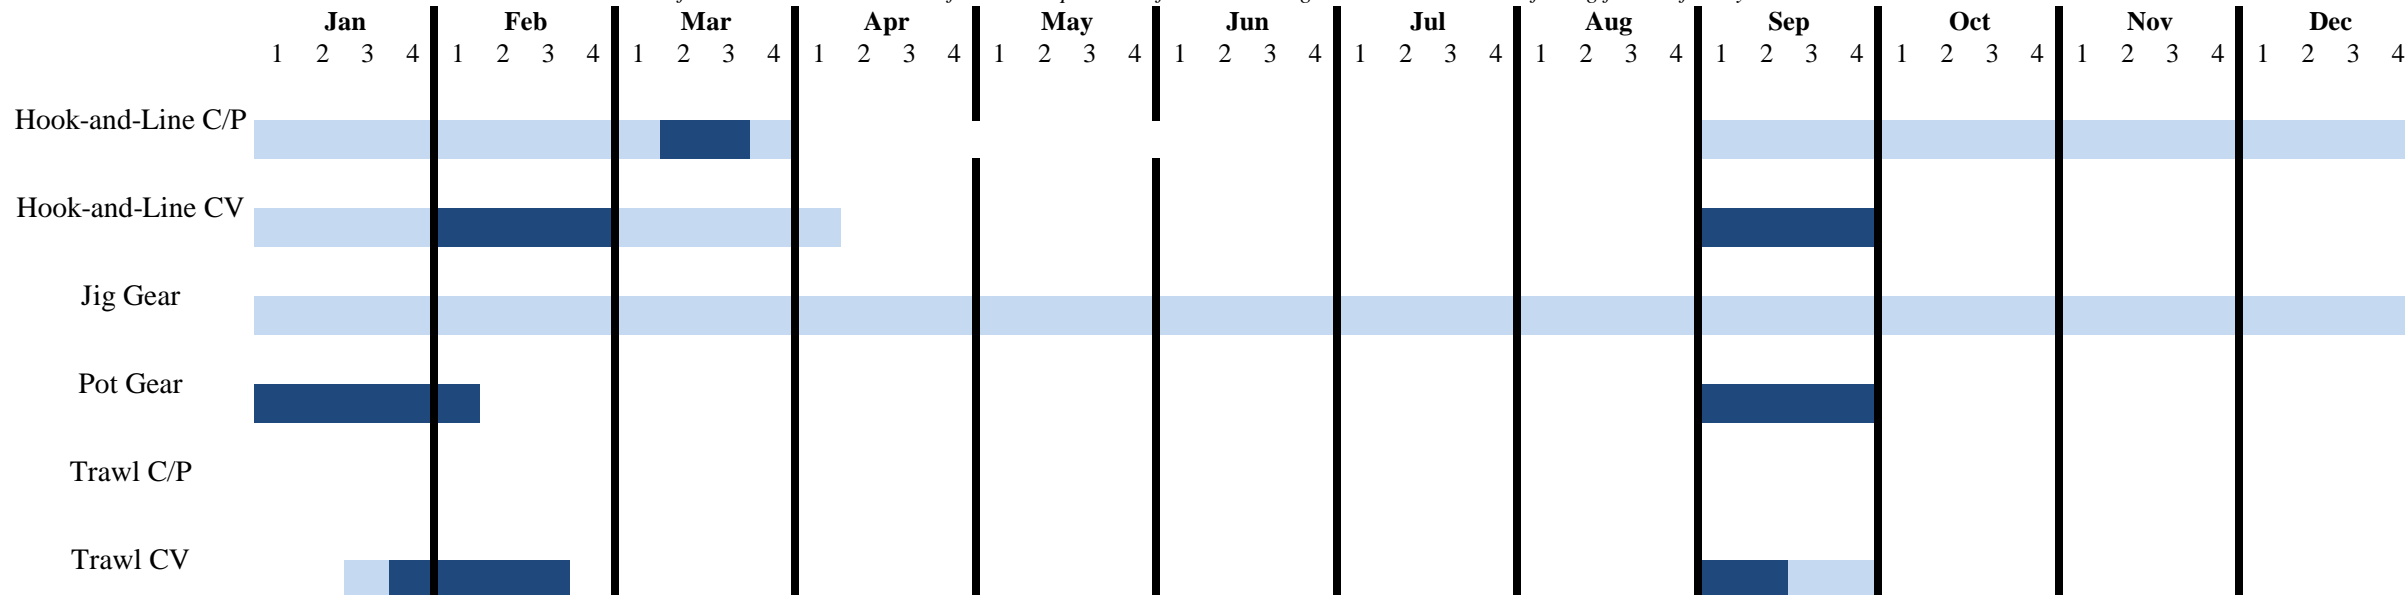 Jan Feb Mar Apr May Jun Jul Aug Sep Oct Nov Dec
1 2 3 4 1 2 3 4 1 2 3 4 1 2 3 4 1 2 3 4 1 2 3 4 1 2 3 4 1 2 3 4 1 2 3 4 1 2 3 4 1 2 3 4 1 2 3 4
Hook-and-Line C/P
Hook-and-Line CV
Jig Gear
Pot Gear
Trawl C/P
Trawl CV